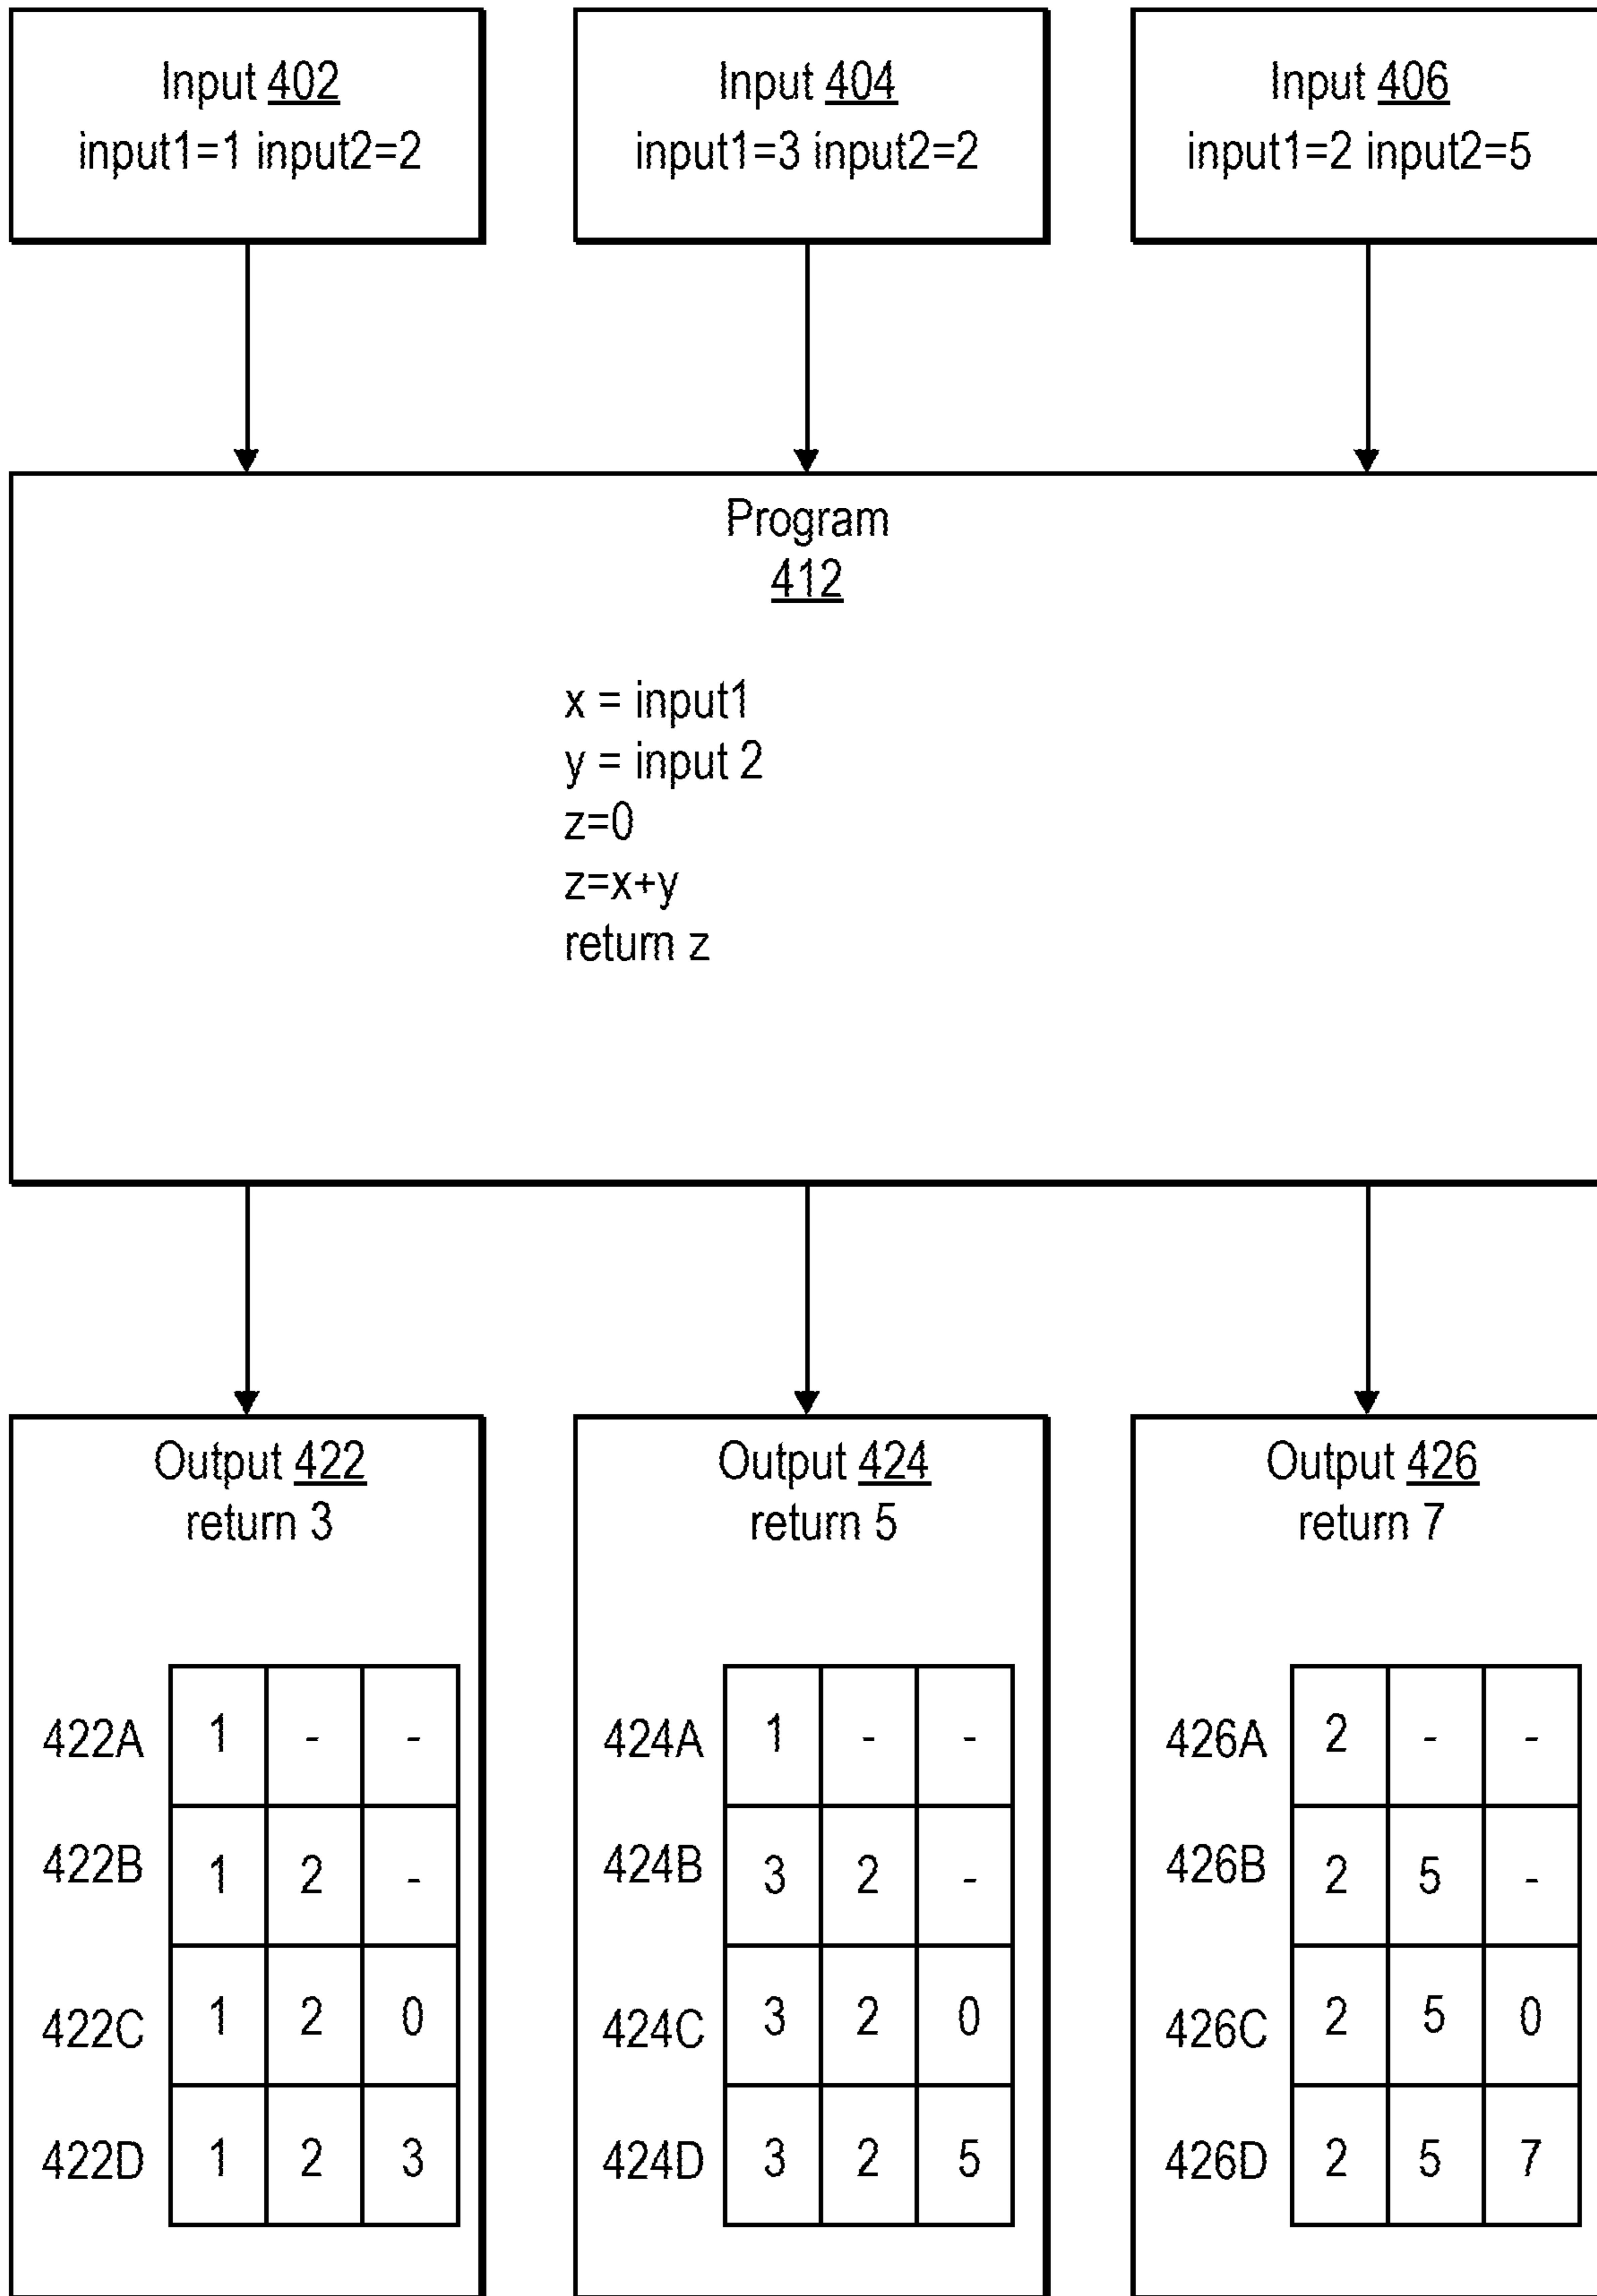 Input 402
input1=1 input2=2
Input 404
input1=3 input2=2
Input 406
input1=2 input2=5
Program
412
x = input1
y = input 2
z=0
z=x+y
return z
Output 422
return 3
422A 1 - -
422B 1 2 -
422C 1 2 0
422D 1 2 3
Output 424
return 5
424A 1 - -
424B 3 2 -
424C 3 2 0
424D 3 2 5
Output 426
return 7
426A 2 - -
426B 2 5 -
426C 2 5 0
426D 2 5 7